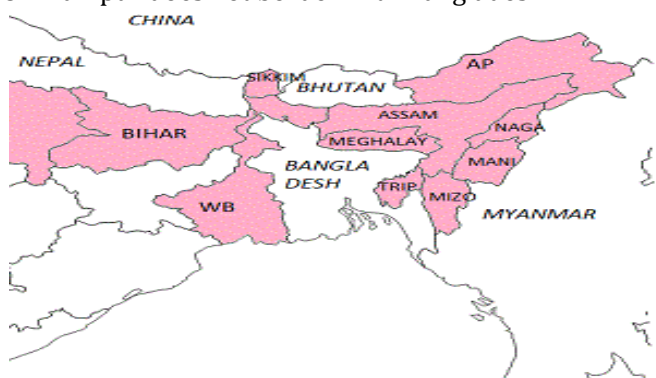 CHINA
NEPAL
SIKKIM
BHUTAN
AP
ASSAM
BIHAR
NAGA
MEGHALAY
MANI
BANGLA
DESH
TRIP
MIZO
WB
MYANMAR